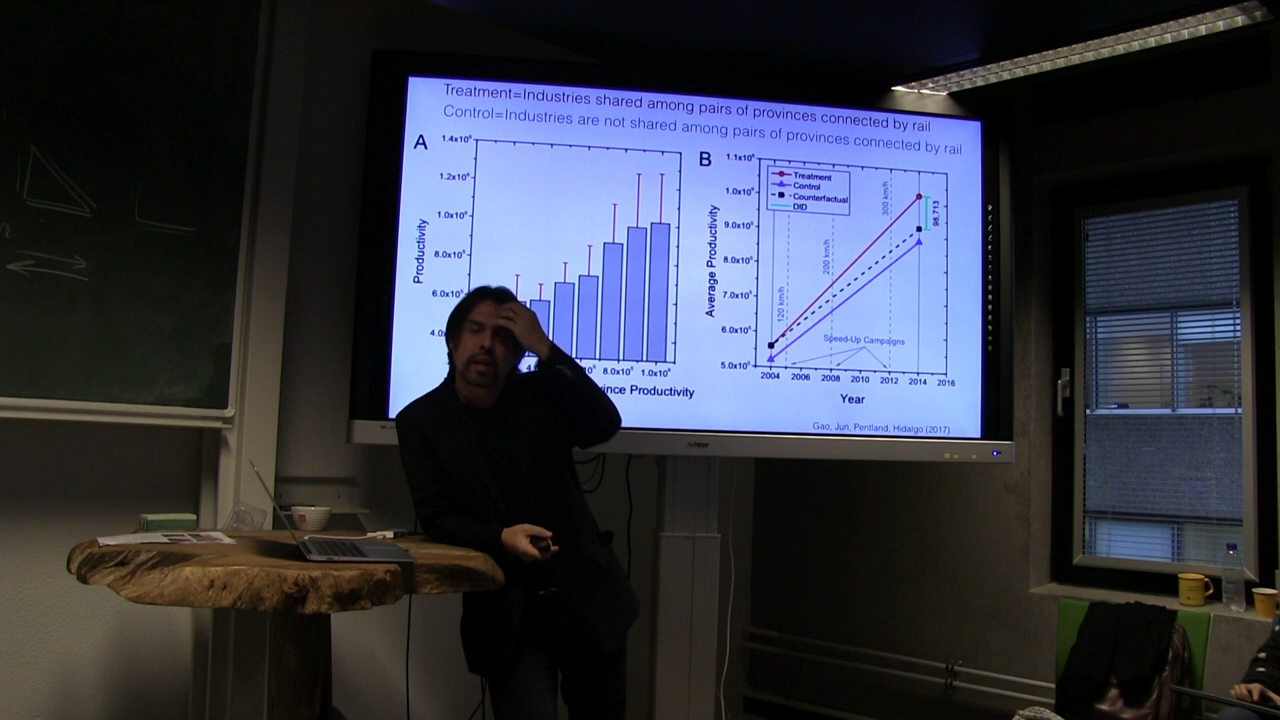 Treatment=Industries shared among pairs of provinces connected by rail
Control=Industries are not shared among pairs of provinces connected by rail
A
1.4x10⁶
1.2x10⁶
1.0x10⁶
8.0x10⁵
6.0x10⁵
Productivity
8.0x10⁵
1.0x10⁶
Productivity
B
1.1x10⁶
1.0x10⁶
9.0x10⁵
8.0x10⁵
7.0x10⁵
6.0x10⁵
5.0x10⁵
Average Productivity
Treatment
Control
Counterfactual
DID
120 km/h
200 km/h
300 km/h
98,713
Speed-Up Campaigns
2004 2006 2008 2010 2012 2014 2016
Year
Gao, Jun, Pentland, Hidalgo (2017)